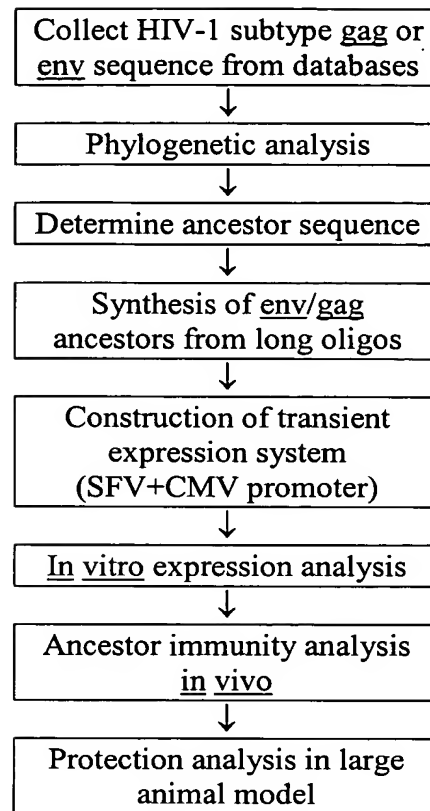 Collect HIV-1 subtype gag or
env sequence from databases
↓
Phylogenetic analysis
↓
Determine ancestor sequence
↓
Synthesis of env/gag
ancestors from long oligos
↓
Construction of transient
expression system
(SFV+CMV promoter)
↓
In vitro expression analysis
↓
Ancestor immunity analysis
in vivo
↓
Protection analysis in large
animal model